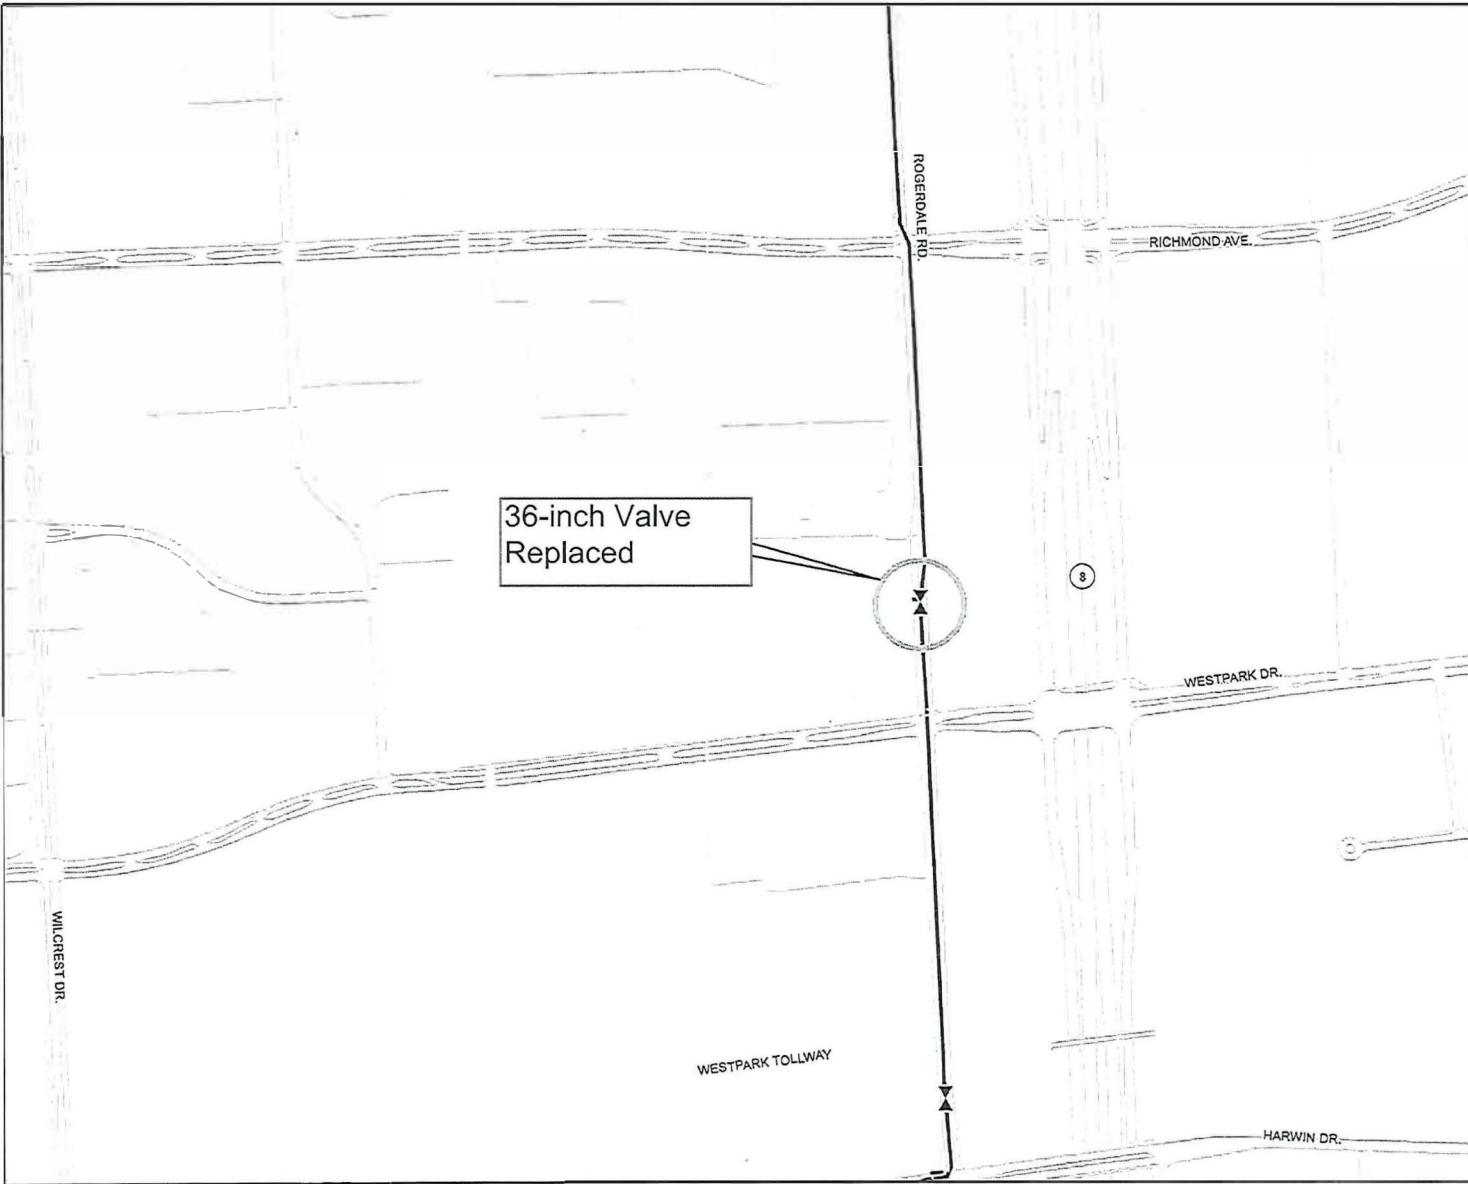 ROGERDALE RD.
RICHMOND AVE.
36-inch Valve
Replaced
8
WESTPARK DR.
WILCREST DR.
WESTPARK TOLLWAY
HARWIN DR.